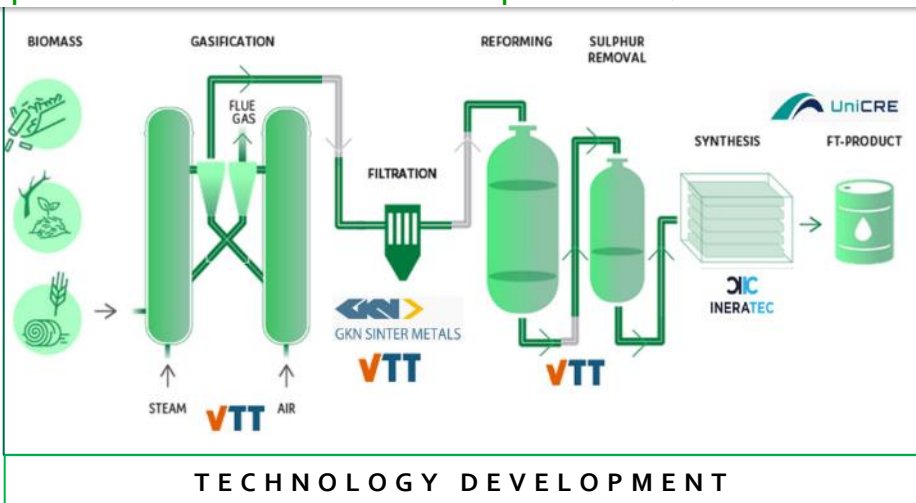 BIOMASS
GASIFICATION
REFORMING
SULPHUR
REMOVAL
FLUE
GAS
UniCRE
SYNTHESIS
FT-PRODUCT
FILTRATION
GKN
GKN SINTER METALS
VTT
INERATEC
VTT
STEAM
VTT
AIR
TECHNOLOGY DEVELOPMENT